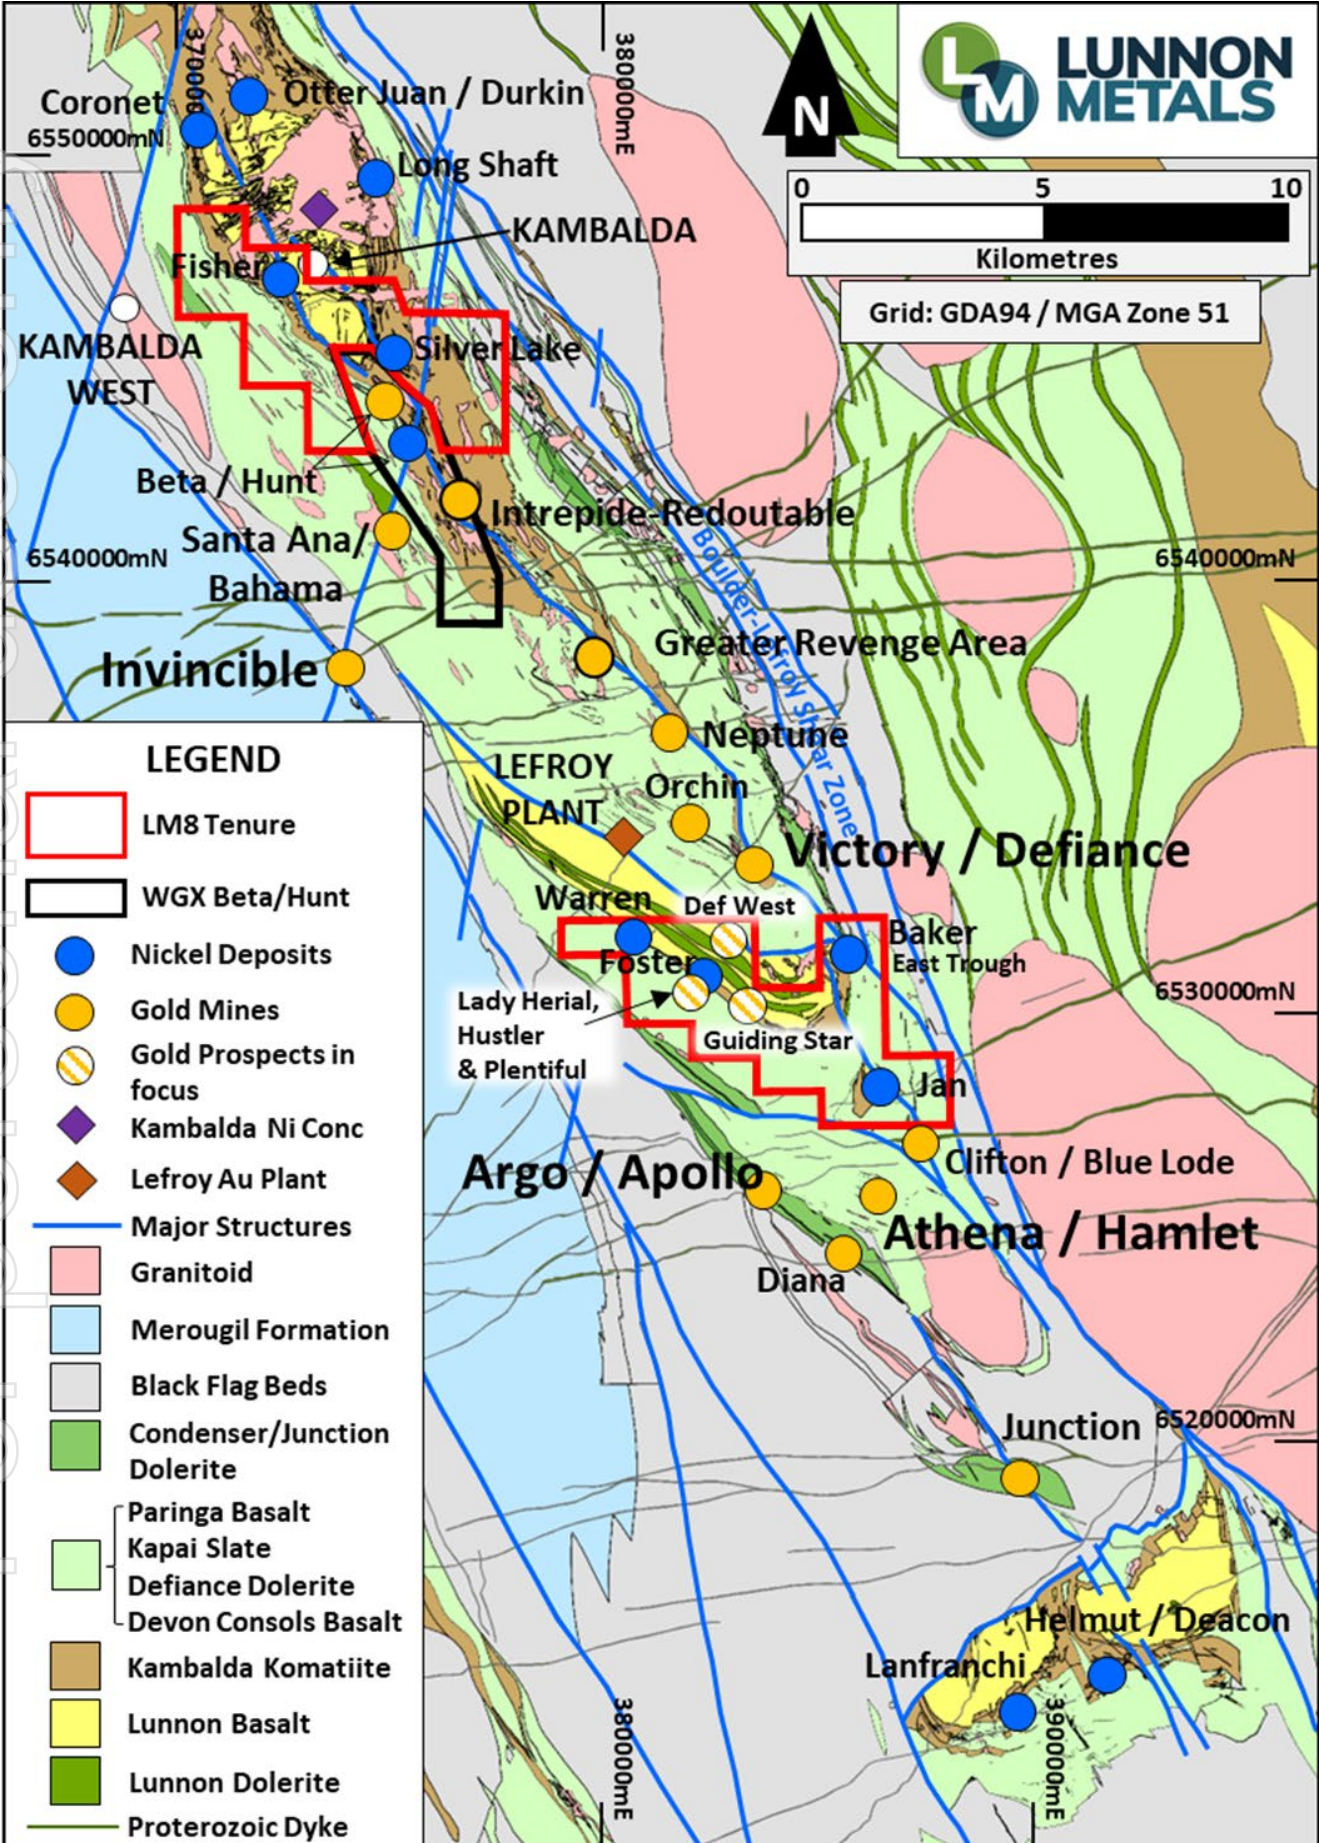 370000mE
380000mE
LM
LUNNON
METALS
N
Coronet
6550000mN
Otter Juan / Durkin
Long Shaft
0 5 10
Kilometres
Grid: GDA94 / MGA Zone 51
KAMBALDA
Fisher
KAMBALDA
WEST
Silver Lake
Beta / Hunt
Intrepide-Redoutable
Santa Ana/
Bahama
6540000mN
6540000mN
Boulder-Lefroy Shear Zone
Greater Revenge Area
Invincible
Neptune
LEFROY
PLANT
Orchin
Victory / Defiance
Warren
Def West
Baker
East Trough
Foster
6530000mN
Lady Herial,
Hustler
& Plentiful
Guiding Star
Jan
Clifton / Blue Lode
Argo / Apollo
Athena / Hamlet
Diana
Junction
6520000mN
Helmut / Deacon
Lanfranchi
380000mE
390000mE
LEGEND
LM8 Tenure
WGX Beta/Hunt
Nickel Deposits
Gold Mines
Gold Prospects in
focus
Kambalda Ni Conc
Lefroy Au Plant
Major Structures
Granitoid
Merougil Formation
Black Flag Beds
Condenser/Junction
Dolerite
Paringa Basalt
Kapai Slate
Defiance Dolerite
Devon Consols Basalt
Kambalda Komatiite
Lunnon Basalt
Lunnon Dolerite
Proterozoic Dyke